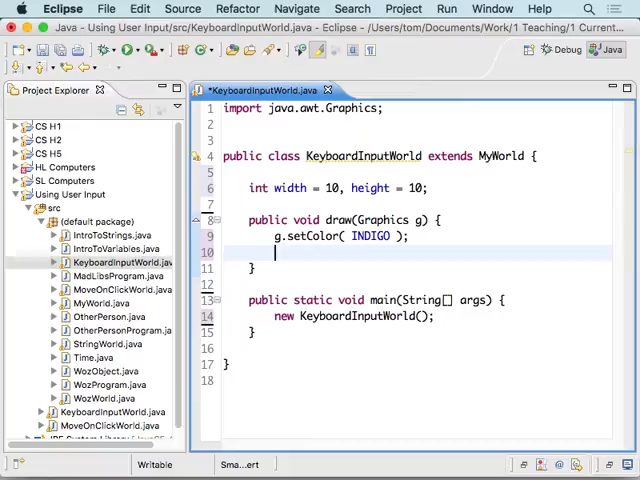 Eclipse File Edit Source Refactor Navigate Search Project Run Window Help
Java - Using User Input/src/KeyboardInputWorld.java - Eclipse - /Users/tom/Documents/Work/1 Teaching/1 Current...
Debug Java
Project Explorer
*KeyboardInputWorld.java
CS H1
CS H2
CS H5
HL Computers
SL Computers
Using User Input
src
(default package)
IntroToStrings.java
IntroToVariables.java
KeyboardInputWorld.jav
MadLibsProgram.java
MoveOnClickWorld.java
MyWorld.java
OtherPerson.java
OtherPersonProgram.jav
StringWorld.java
Time.java
WozObject.java
WozProgram.java
WozWorld.java
KeyboardInputWorld.java
MoveOnClickWorld.java
1 import java.awt.Graphics;
2
3
4 public class KeyboardInputWorld extends MyWorld {
5
6 int width = 10, height = 10;
7
8 public void draw(Graphics g) {
9 g.setColor( INDIGO );
10
11 }
12
13 public static void main(String[] args) {
14 new KeyboardInputWorld();
15 }
16
17 }
18
Writable Sma...ert